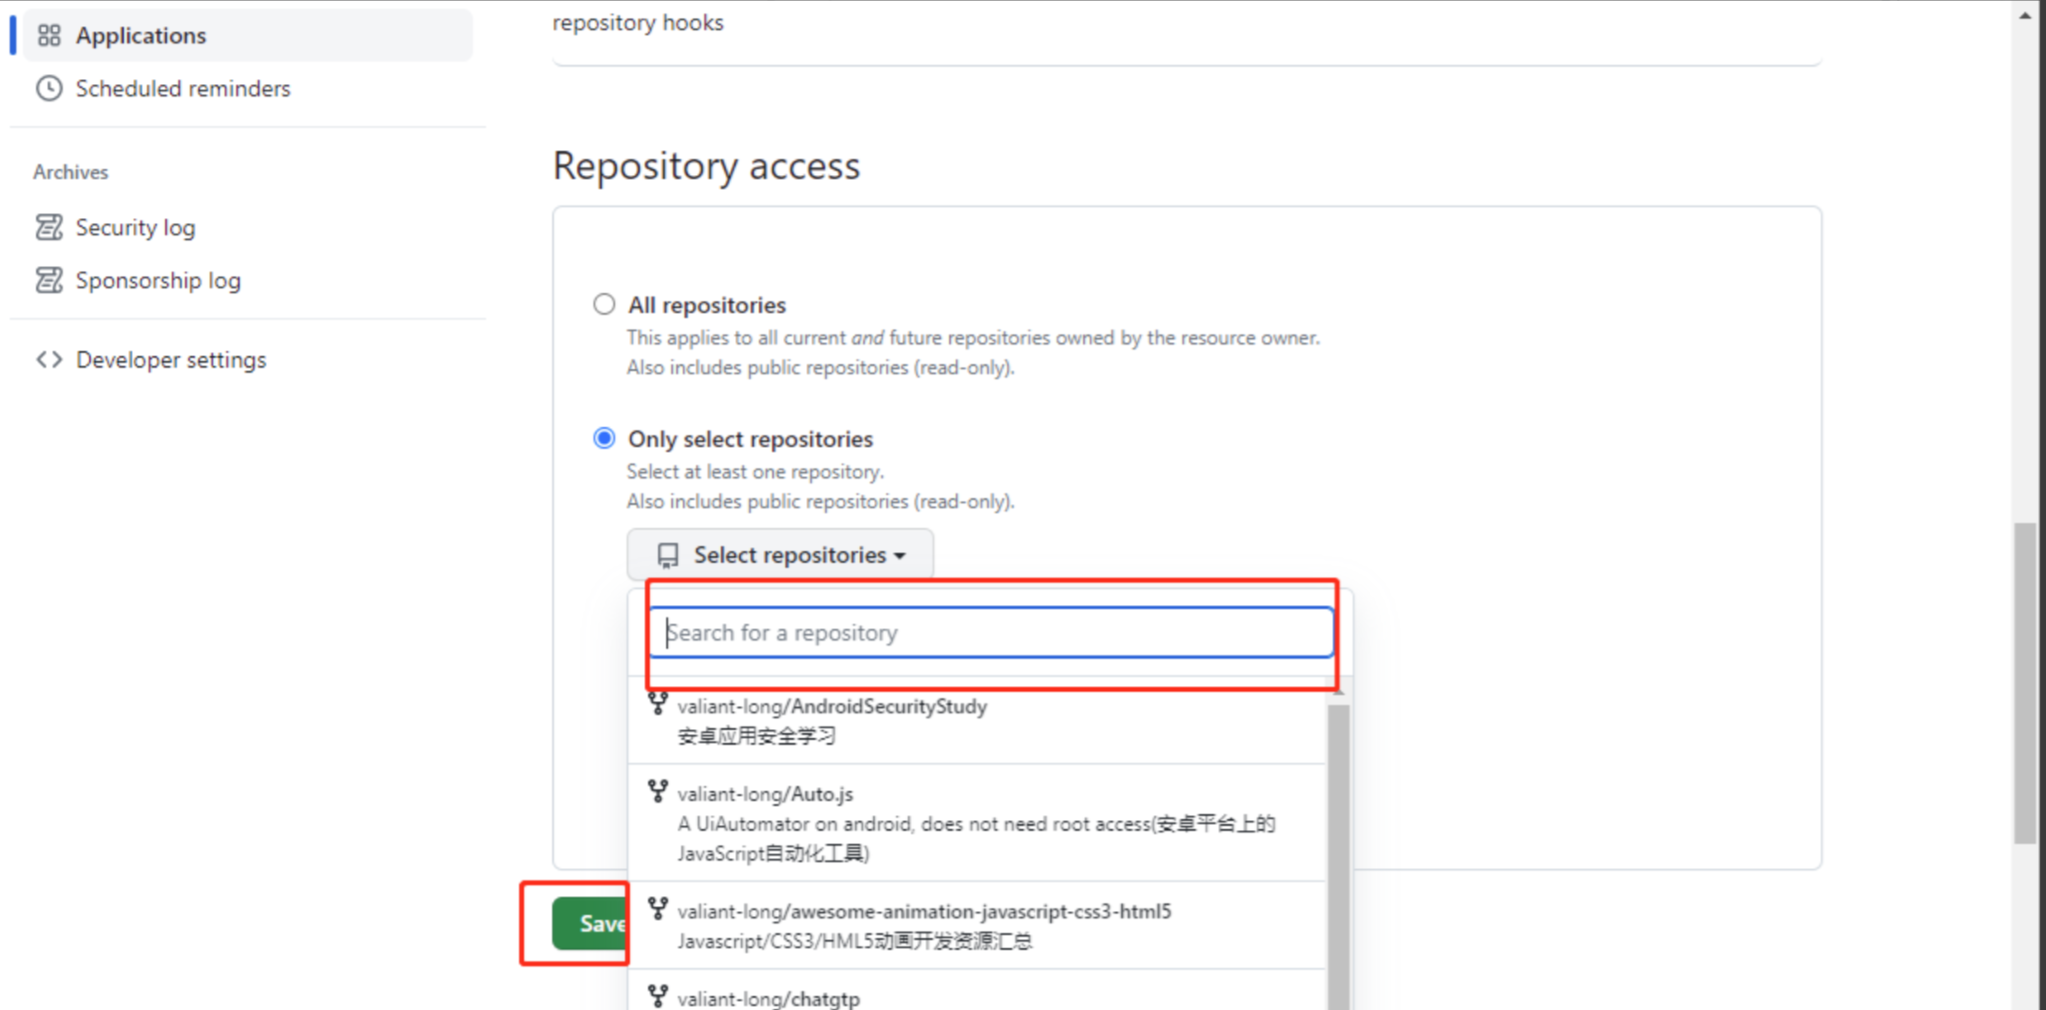 Applications
Scheduled reminders
Archives
Security log
Sponsorship log
Developer settings
repository hooks
Repository access
All repositories
This applies to all current and future repositories owned by the resource owner.
Also includes public repositories (read-only).
Only select repositories
Select at least one repository.
Also includes public repositories (read-only).
Select repositories
Search for a repository
valiant-long/AndroidSecurityStudy
安卓应用安全学习
valiant-long/Auto.js
A UiAutomator on android, does not need root access(安卓平台上的
JavaScript自动化工具)
valiant-long/awesome-animation-javascript-css3-html5
Javascript/CSS3/HML5动画开发资源汇总
valiant-long/chatgtp
Save